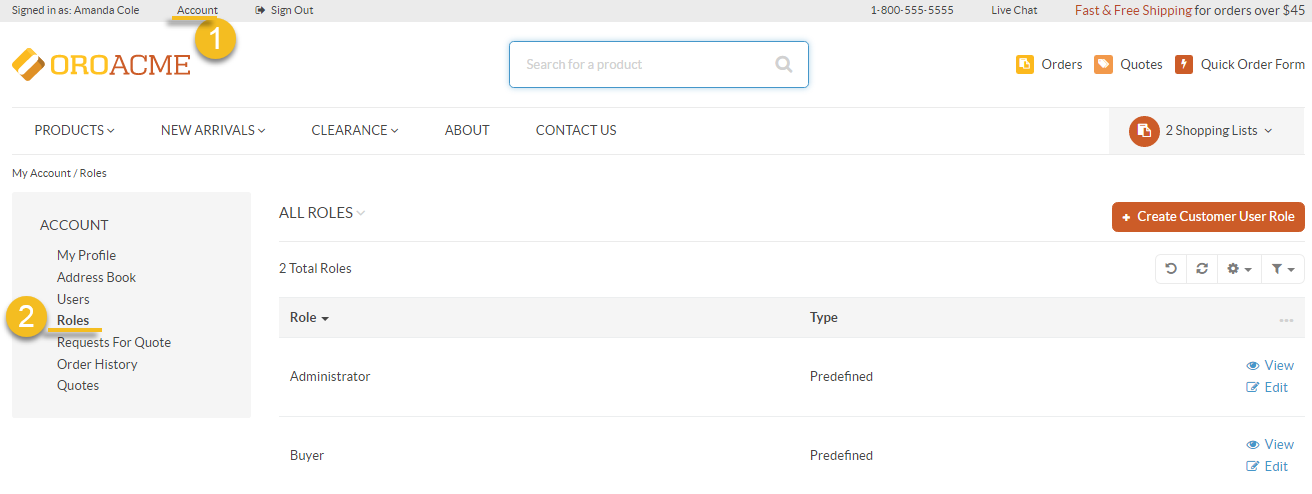 Signed in as: Amanda Cole Account Sign Out 1-800-555-5555 Live Chat Fast & Free Shipping for orders over $45
1
OROACME Search for a product Orders Quotes Quick Order Form
PRODUCTS NEW ARRIVALS CLEARANCE ABOUT CONTACT US 2 Shopping Lists
My Account / Roles
ACCOUNT
My Profile
Address Book
Users
2 Roles
Requests For Quote
Order History
Quotes
ALL ROLES + Create Customer User Role
2 Total Roles
Role Type ...
Administrator Predefined View
Edit
Buyer Predefined View
Edit